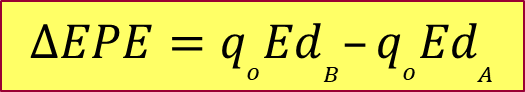 ΔEPE = qₒEd_B – qₒEd_A